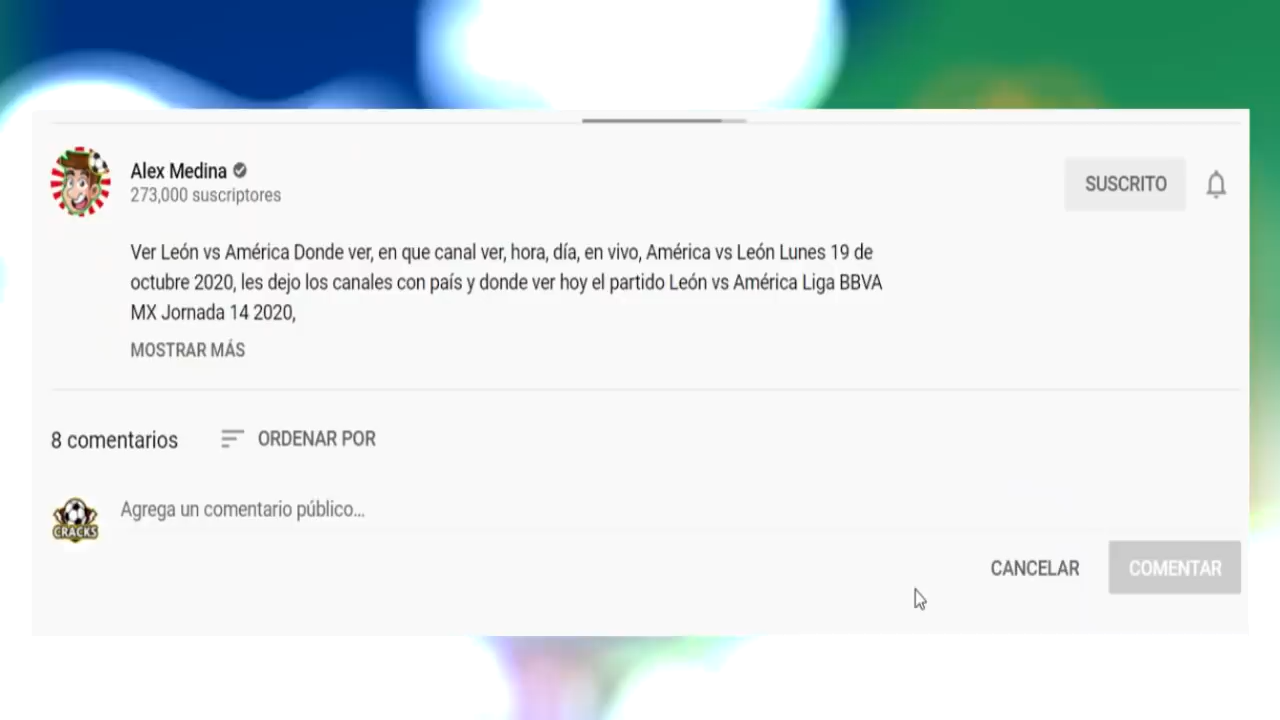 Alex Medina
273,000 suscriptores
SUSCRITO
Ver León vs América Donde ver, en que canal ver, hora, día, en vivo, América vs León Lunes 19 de
octubre 2020, les dejo los canales con país y donde ver hoy el partido León vs América Liga BBVA
MX Jornada 14 2020,
MOSTRAR MÁS
8 comentarios
ORDENAR POR
CRACKS
Agrega un comentario público...
CANCELAR
COMENTAR